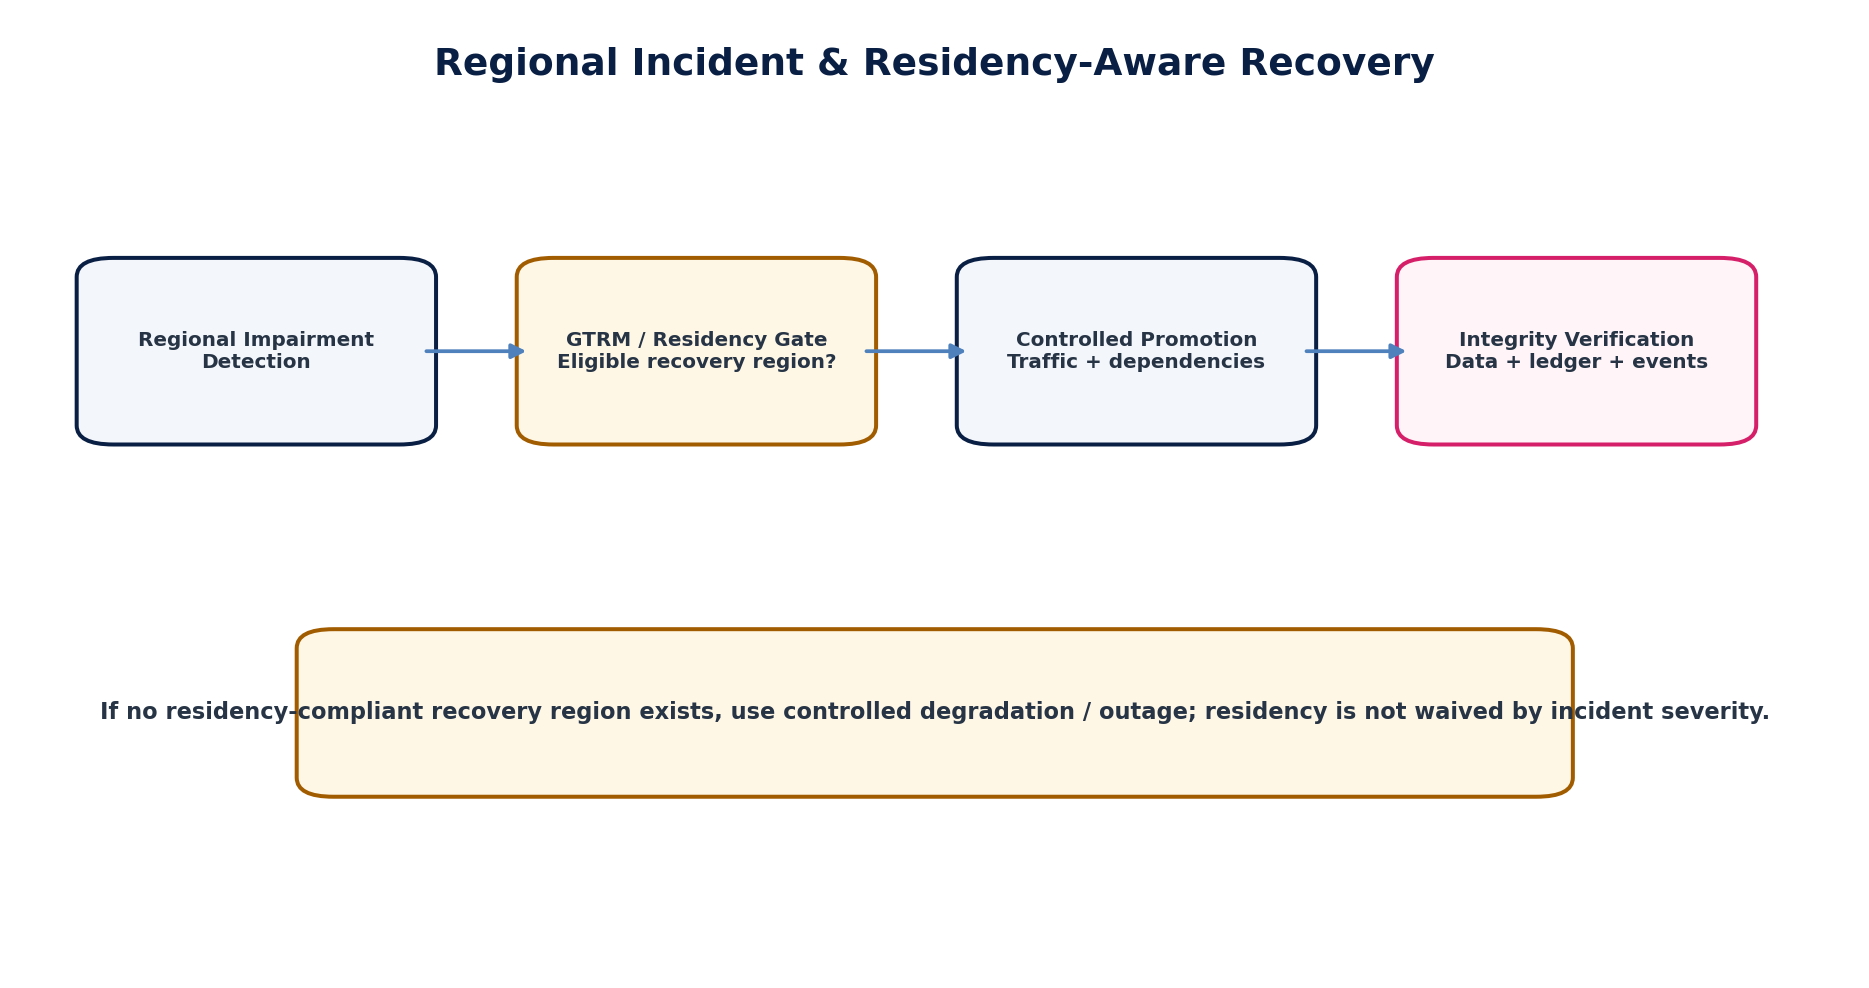 Regional Incident & Residency-Aware Recovery
Regional Impairment
Detection
GTRM / Residency Gate
Eligible recovery region?
Controlled Promotion
Traffic + dependencies
Integrity Verification
Data + ledger + events
If no residency-compliant recovery region exists, use controlled degradation / outage; residency is not waived by incident severity.